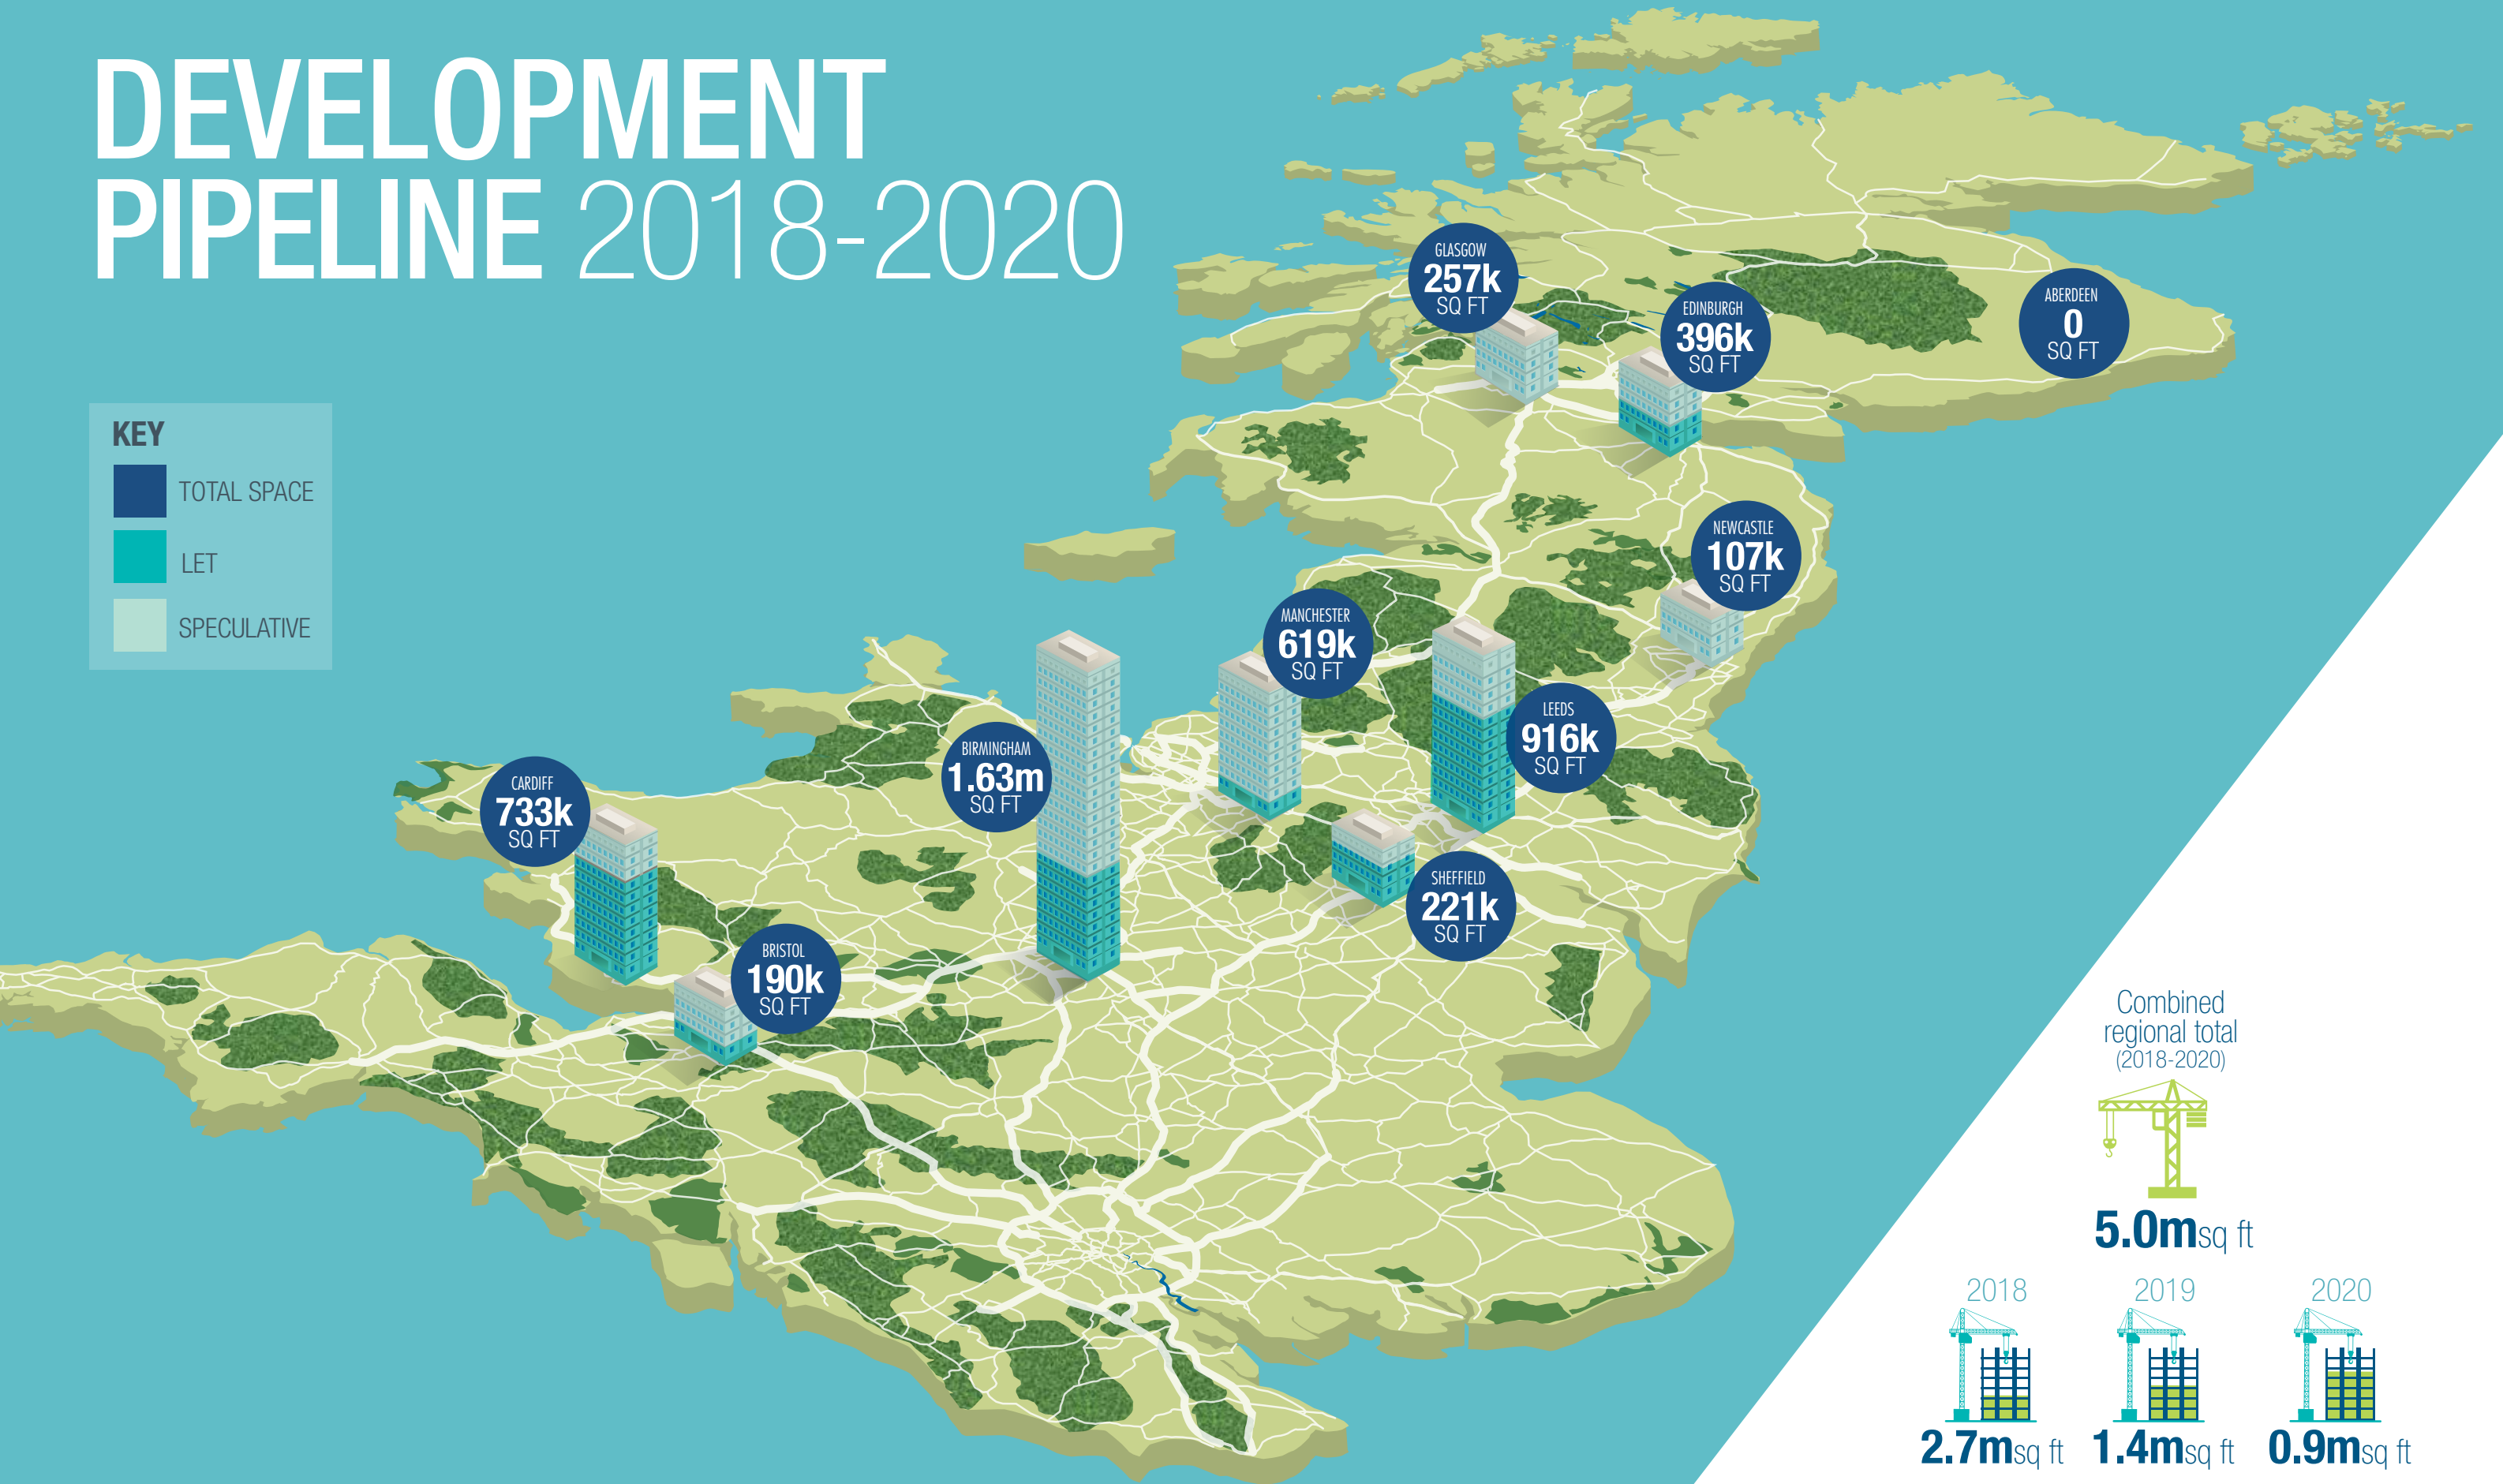 DEVELOPMENT
PIPELINE 2018-2020
KEY
TOTAL SPACE
LET
SPECULATIVE
GLASGOW
257k
SQ FT
EDINBURGH
396k
SQ FT
ABERDEEN
0
SQ FT
NEWCASTLE
107k
SQ FT
MANCHESTER
619k
SQ FT
LEEDS
916k
SQ FT
BIRMINGHAM
1.63m
SQ FT
CARDIFF
733k
SQ FT
SHEFFIELD
221k
SQ FT
BRISTOL
190k
SQ FT
Combined
regional total
(2018-2020)
5.0msq ft
2018
2019
2020
2.7msq ft
1.4msq ft
0.9msq ft